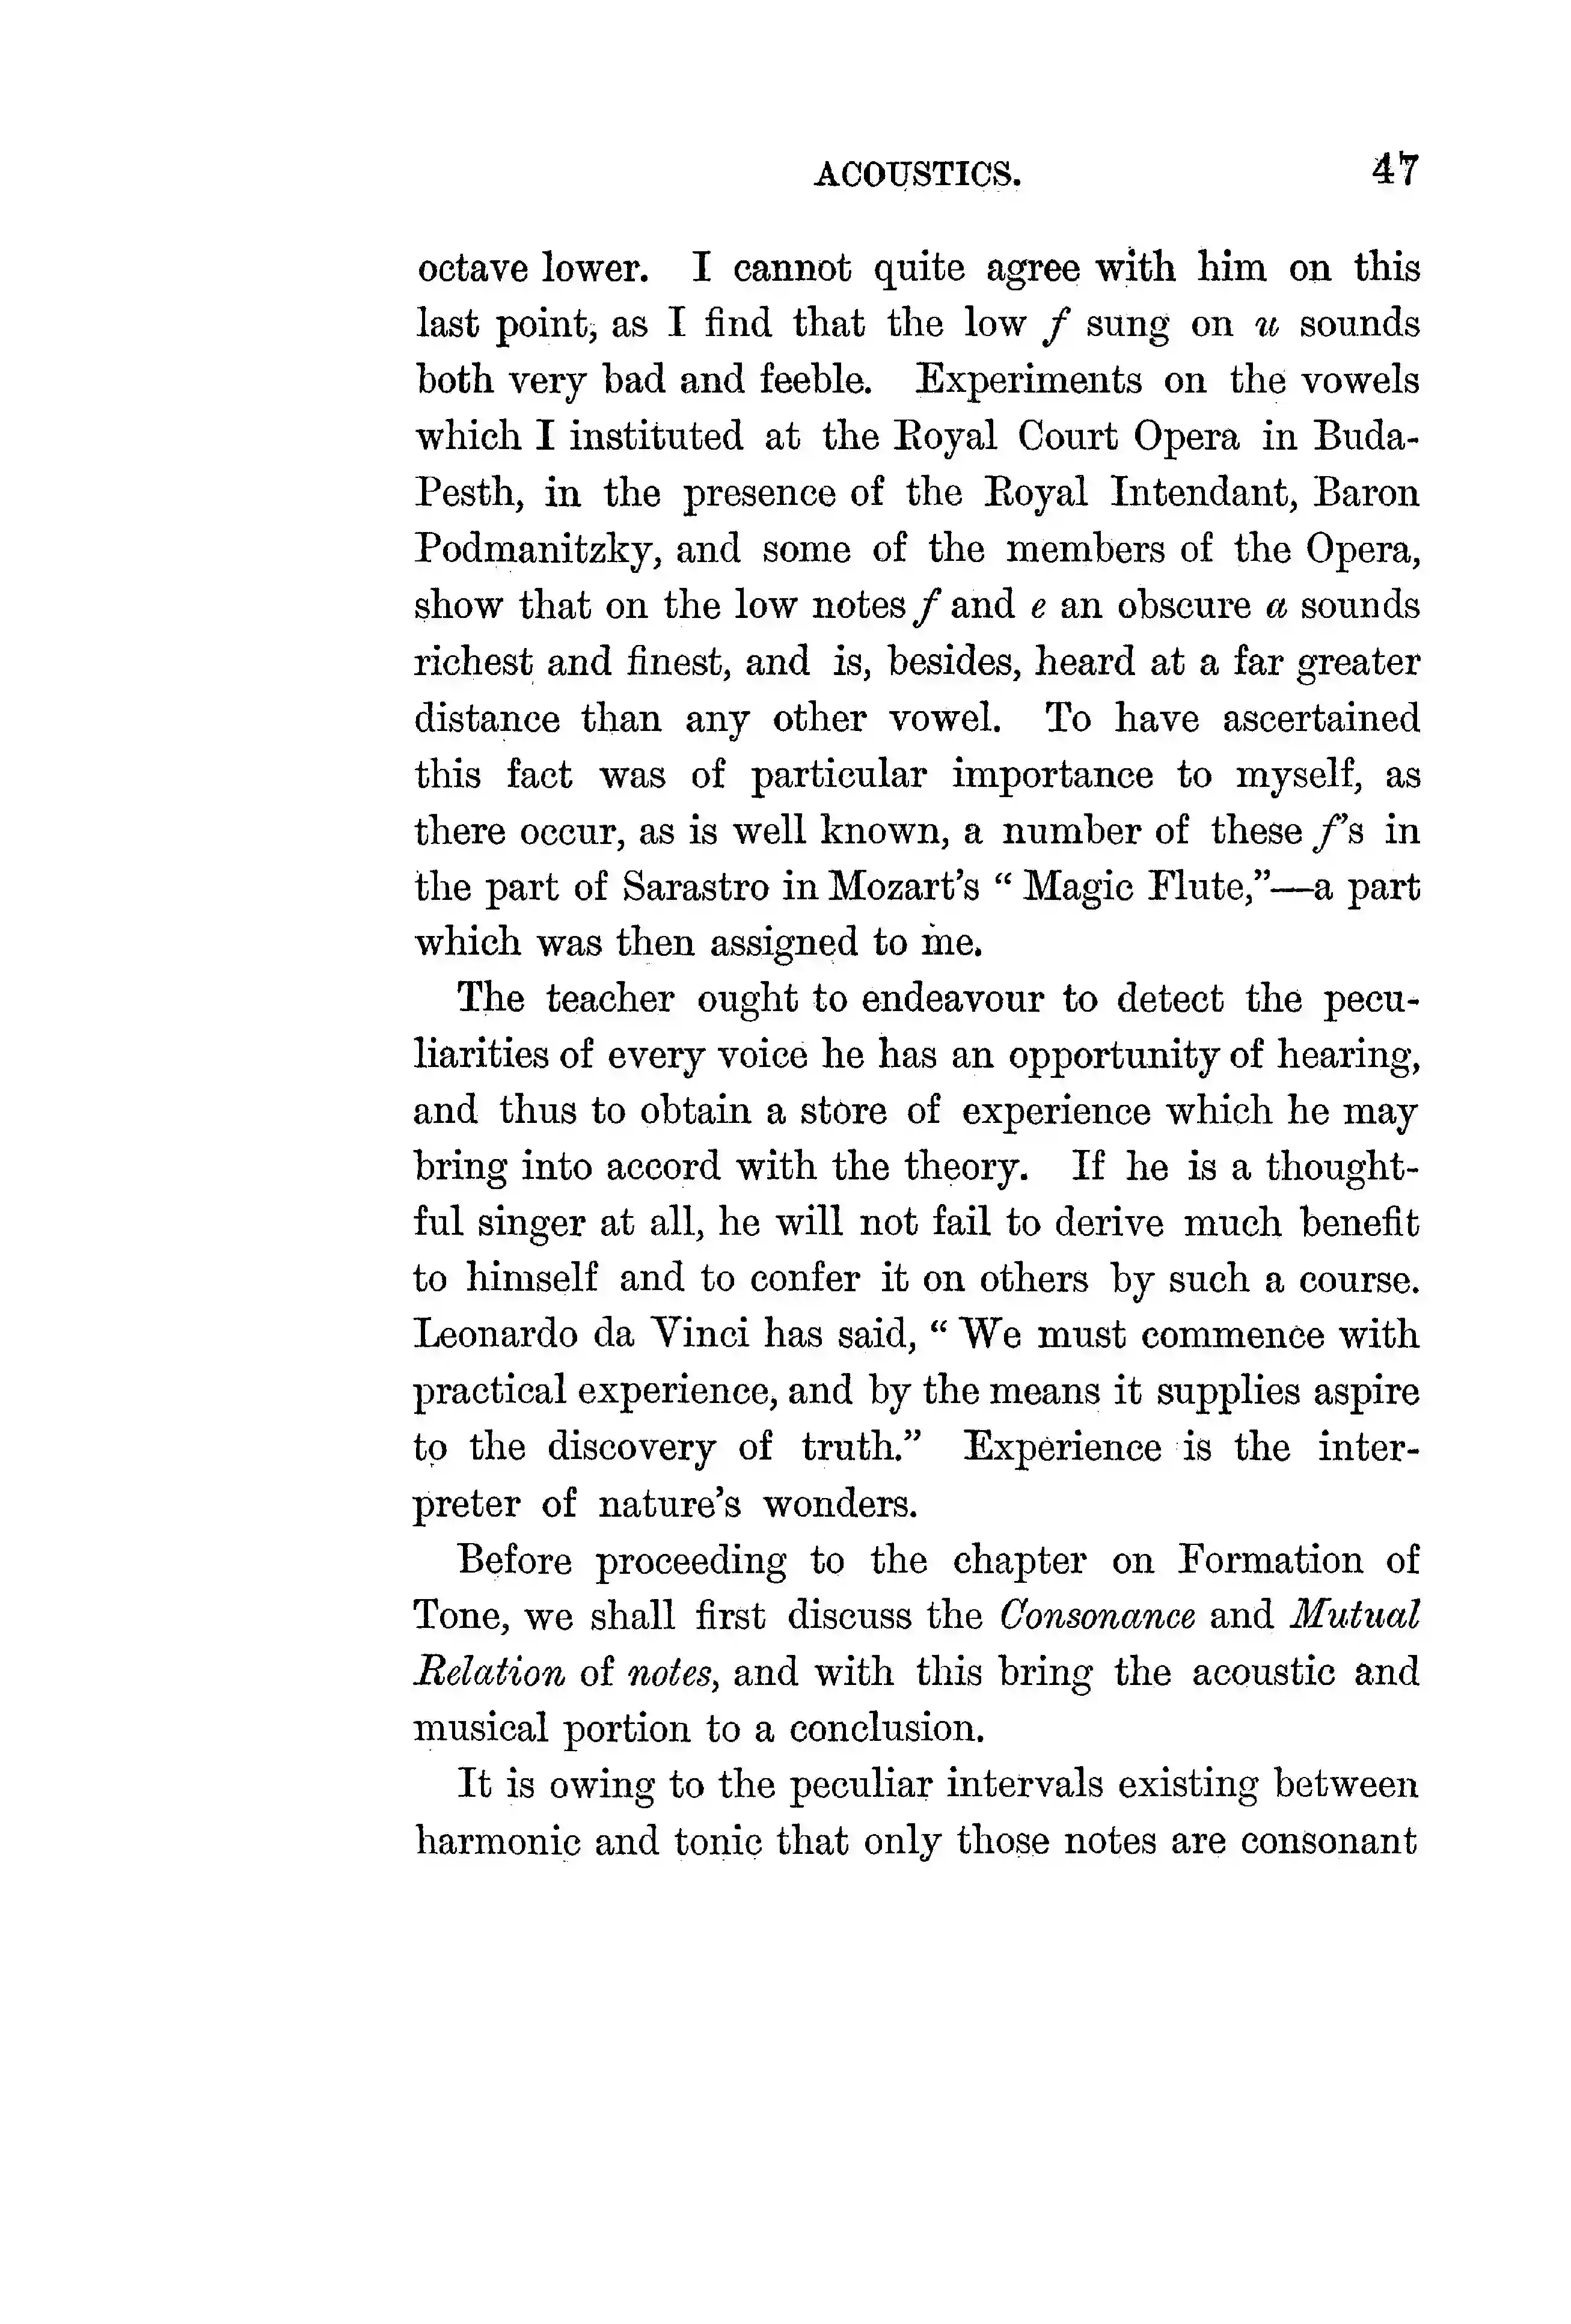 ACOUSTICS. 47
octave lower. I cannot quite agree with him on this
last point, as I find that the low f sung on u sounds
both very bad and feeble. Experiments on the vowels
which I instituted at the Royal Court Opera in Buda-
Pesth, in the presence of the Royal Intendant, Baron
Podmanitzky, and some of the members of the Opera,
show that on the low notes f and e an obscure a sounds
richest and finest, and is, besides, heard at a far greater
distance than any other vowel. To have ascertained
this fact was of particular importance to myself, as
there occur, as is well known, a number of these f's in
the part of Sarastro in Mozart's “ Magic Flute,”—a part
which was then assigned to me.
The teacher ought to endeavour to detect the pecu-
liarities of every voice he has an opportunity of hearing,
and thus to obtain a store of experience which he may
bring into accord with the theory. If he is a thought-
ful singer at all, he will not fail to derive much benefit
to himself and to confer it on others by such a course.
Leonardo da Vinci has said, “ We must commence with
practical experience, and by the means it supplies aspire
to the discovery of truth.” Experience is the inter-
preter of nature's wonders.
Before proceeding to the chapter on Formation of
Tone, we shall first discuss the Consonance and Mutual
Relation of notes, and with this bring the acoustic and
musical portion to a conclusion.
It is owing to the peculiar intervals existing between
harmonic and tonic that only those notes are consonant